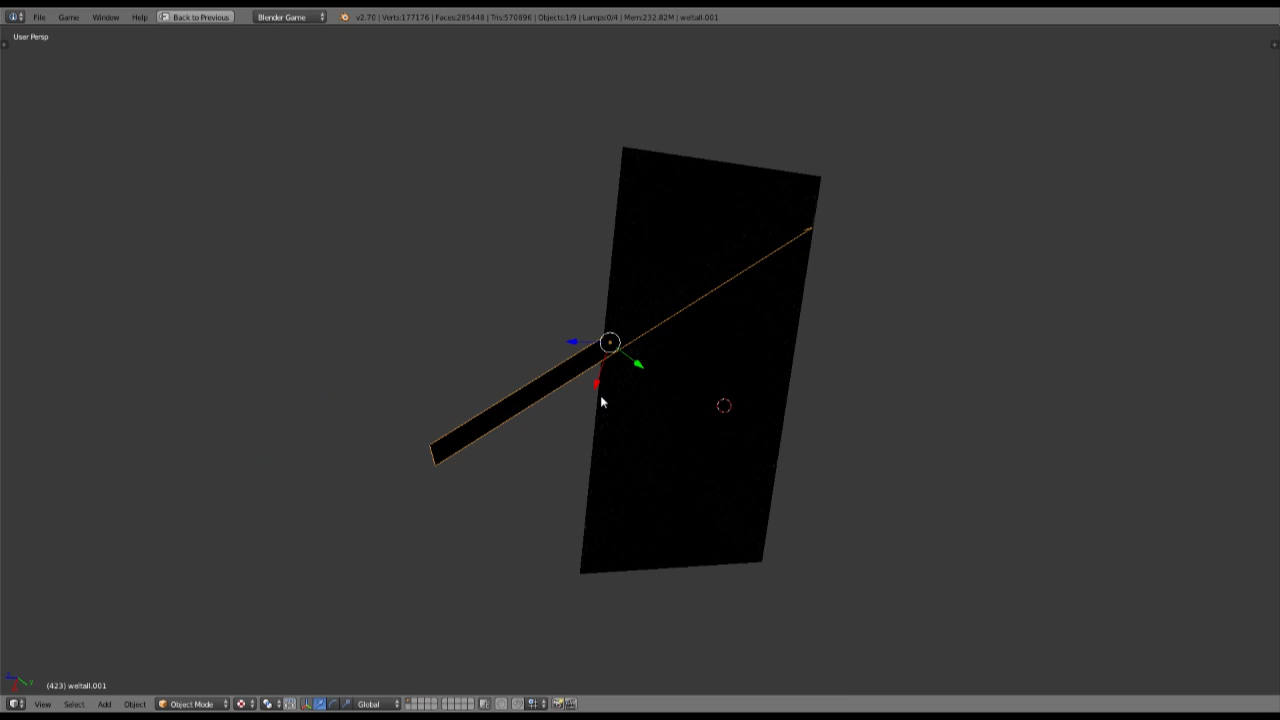 File Game Window Help Back to Previous Blender Game v2.70 | Verts:177176 | Faces:285448 | Tris:570896 | Objects:1/9 | Lamps:0/4 | Mem:232.82M | weltall.001
User Persp
(423) weltall.001
View Select Add Object Object Mode Global